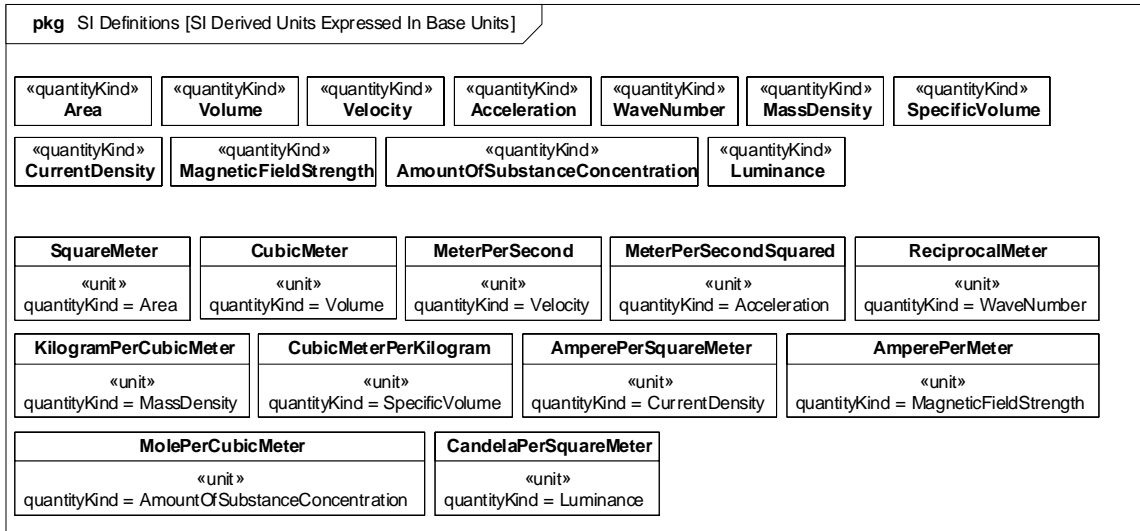 pkg SI Definitions [SI Derived Units Expressed In Base Units]
«quantityKind» «quantityKind» «quantityKind» «quantityKind» «quantityKind» «quantityKind» «quantityKind»
Area Volume Velocity Acceleration WaveNumber MassDensity SpecificVolume
«quantityKind» «quantityKind» «quantityKind» «quantityKind»
CurrentDensity MagneticFieldStrength AmountOfSubstanceConcentration Luminance
SquareMeter CubicMeter MeterPerSecond MeterPerSecondSquared ReciprocalMeter
«unit» «unit» «unit» «unit» «unit»
quantityKind = Area quantityKind = Volume quantityKind = Velocity quantityKind = Acceleration quantityKind = WaveNumber
KilogramPerCubicMeter CubicMeterPerKilogram AmperePerSquareMeter AmperePerMeter
«unit» «unit» «unit» «unit»
quantityKind = MassDensity quantityKind = SpecificVolume quantityKind = CurrentDensity quantityKind = MagneticFieldStrength
MolePerCubicMeter CandelaPerSquareMeter
«unit» «unit»
quantityKind = AmountOfSubstanceConcentration quantityKind = Luminance